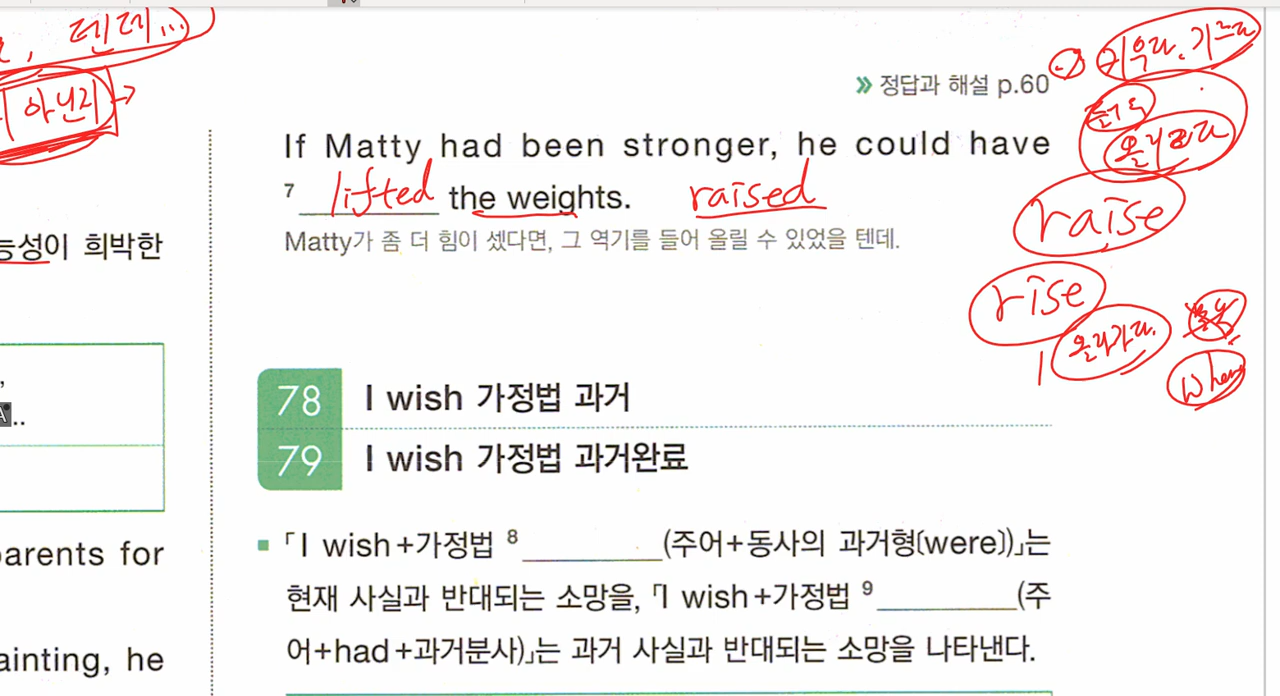 , 텐데...
아닌리 →
» 정답과 해설 p.60
키우다, 기르다
올리다
If Matty had been stronger, he could have
7 lifted the weights. raised
raise
Matty가 좀 더 힘이 셌다면, 그 역기를 들어 올릴 수 있었을 텐데.
능성이 희박한
rise
올라가다.
when
78 I wish 가정법 과거
79 I wish 가정법 과거완료
parents for
▪ 「I wish+가정법 8 ________(주어+동사의 과거형(were))」는
현재 사실과 반대되는 소망을, 「I wish+가정법 9 ________(주
어+had+과거분사)」는 과거 사실과 반대되는 소망을 나타낸다.
ainting, he